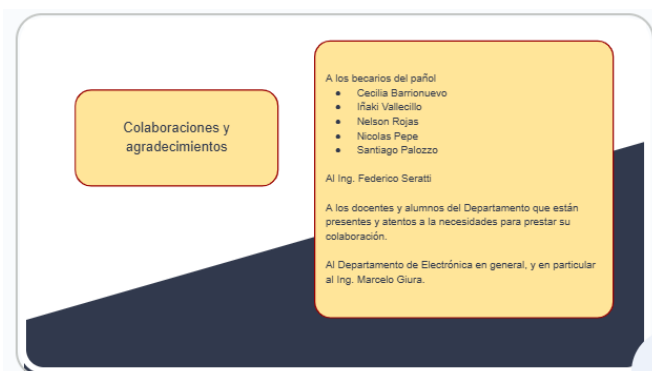 Colaboraciones y
agradecimientos
A los becarios del pañol
● Cecilia Barrionuevo
● Iñaki Vallecillo
● Nelson Rojas
● Nicolas Pepe
● Santiago Palozzo
Al Ing. Federico Seratti
A los docentes y alumnos del Departamento que están
presentes y atentos a la necesidades para prestar su
colaboración.
Al Departamento de Electrónica en general, y en particular
al Ing. Marcelo Giura.